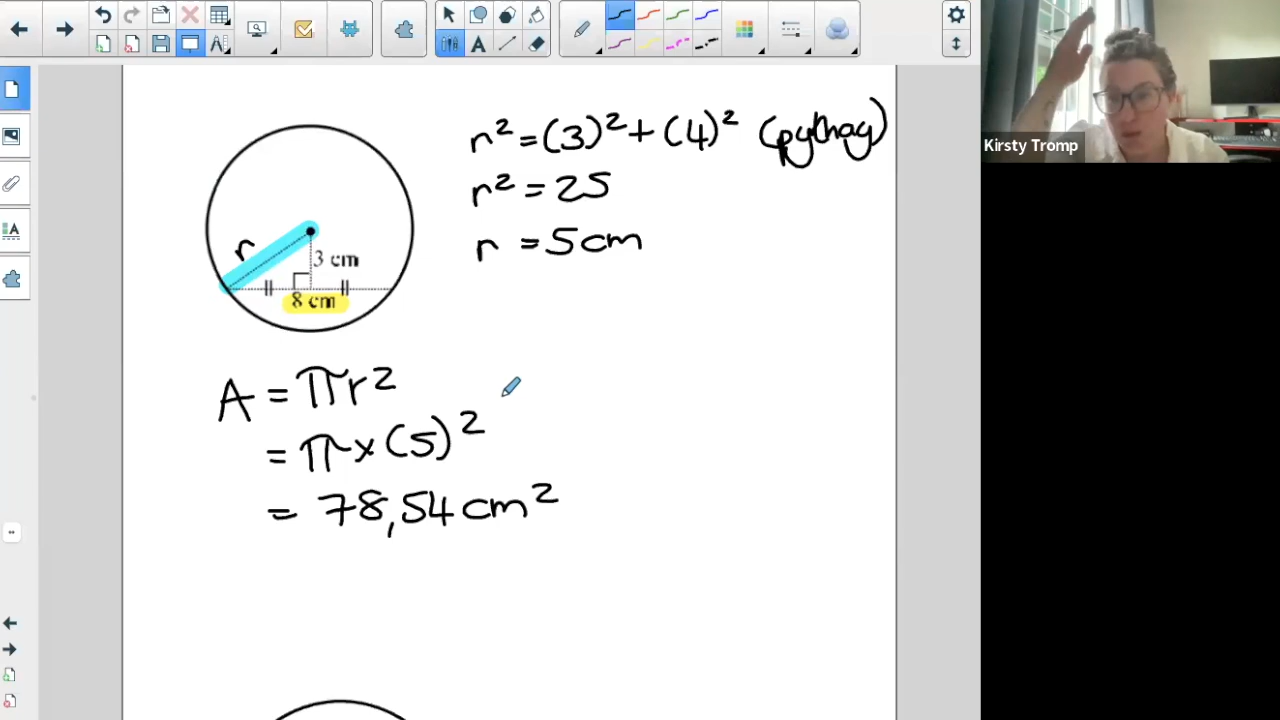 r² = (3)² + (4)² (pythag)
r² = 25
r = 5cm
r
3 cm
8 cm
A = πr²
= π × (5)²
= 78,54 cm²
Kirsty Tromp